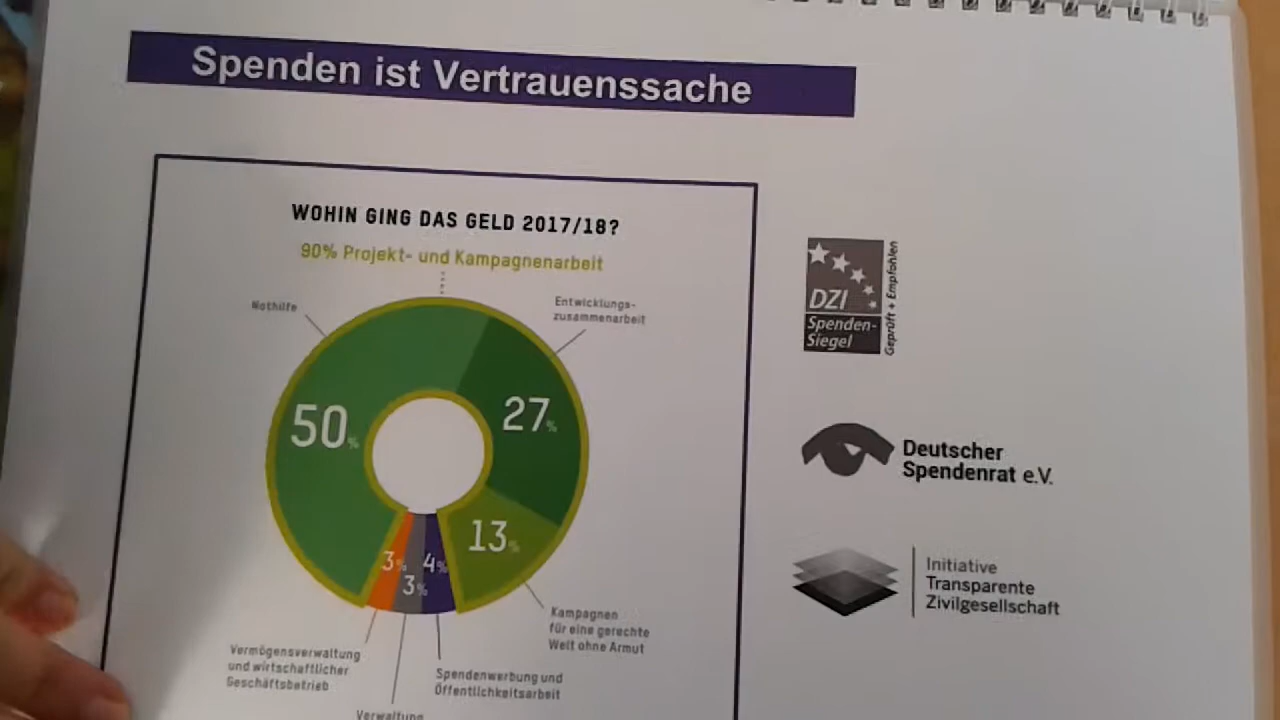 Spenden ist Vertrauenssache
WOHIN GING DAS GELD 2017/18?
90% Projekt- und Kampagnenarbeit
Nothilfe
Entwicklungs-
zusammenarbeit
50%
27%
13%
3%
4%
3%
Kampagnen
für eine gerechte
Welt ohne Armut
Vermögensverwaltung
und wirtschaftlicher
Geschäftsbetrieb
Spendenwerbung und
Öffentlichkeitsarbeit
Verwaltung
DZI
Spenden-
Siegel
Geprüft + Empfohlen
Deutscher
Spendenrat e.V.
Initiative
Transparente
Zivilgesellschaft